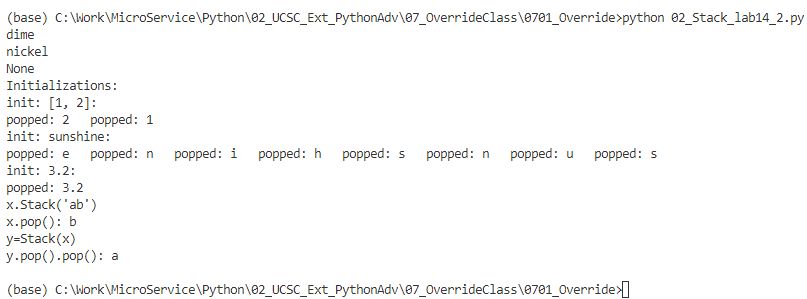 (base) C:\Work\MicroService\Python\02_UCSC_Ext_PythonAdv\07_OverrideClass\0701_Override>python 02_Stack_lab14_2.py
dime
nickel
None
Initializations:
init: [1, 2]:
popped: 2   popped: 1
init: sunshine:
popped: e   popped: n   popped: i   popped: h   popped: s   popped: n   popped: u   popped: s
init: 3.2:
popped: 3.2
x.Stack('ab')
x.pop(): b
y=Stack(x)
y.pop().pop(): a
(base) C:\Work\MicroService\Python\02_UCSC_Ext_PythonAdv\07_OverrideClass\0701_Override>